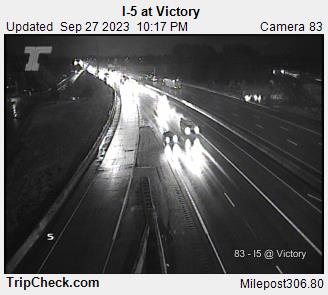 I-5 at Victory
Updated Sep 27 2023 10:17 PM Camera 83
T
S
83 - I5 @ Victory
TripCheck.com Milepost306.80